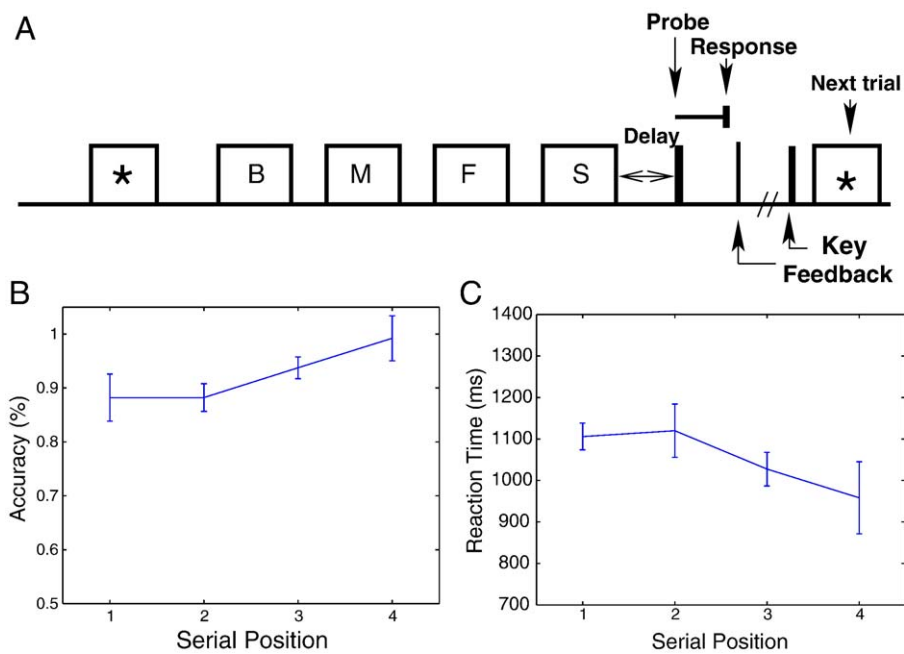 A
Probe
Response
Next trial
Delay
*
B
M
F
S
*
Key
Feedback
B
1
0.9
0.8
0.7
0.6
0.5
Accuracy (%)
1
2
3
4
Serial Position
C
1400
1300
1200
1100
1000
900
800
700
Reaction Time (ms)
1
2
3
4
Serial Position